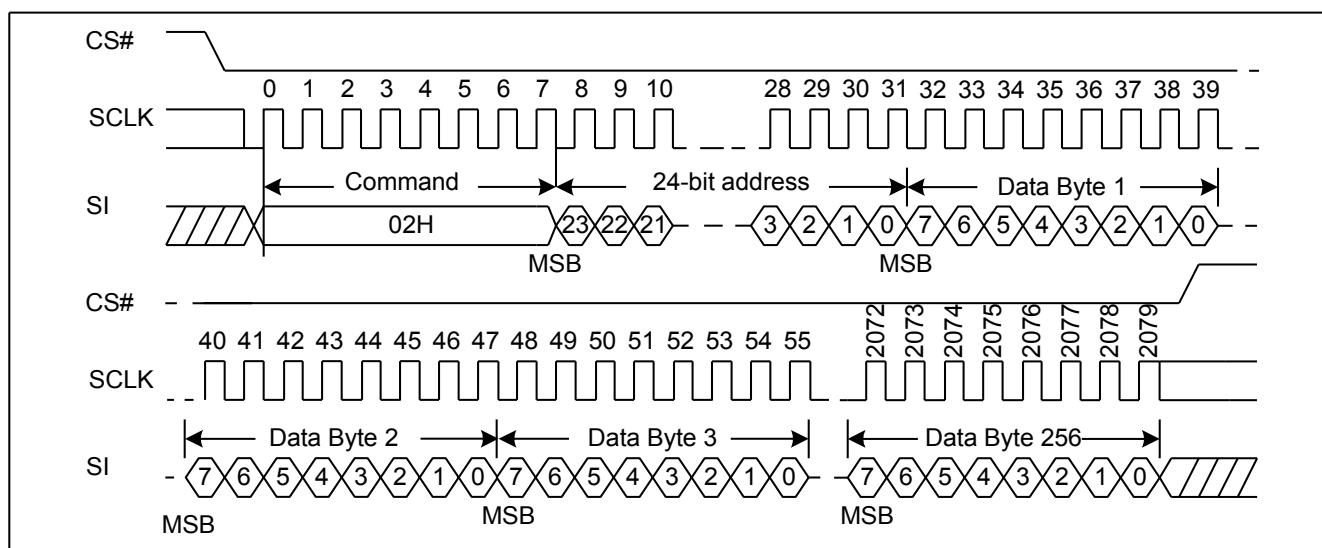 CS#
0 1 2 3 4 5 6 7 8 9 10 28 29 30 31 32 33 34 35 36 37 38 39
SCLK
Command 24-bit address Data Byte 1
SI
02H 23 22 21 3 2 1 0 7 6 5 4 3 2 1 0
MSB MSB
CS#
40 41 42 43 44 45 46 47 48 49 50 51 52 53 54 55 2072 2073 2074 2075 2076 2077 2078 2079
SCLK
Data Byte 2 Data Byte 3 Data Byte 256
SI
7 6 5 4 3 2 1 0 7 6 5 4 3 2 1 0 7 6 5 4 3 2 1 0
MSB MSB MSB